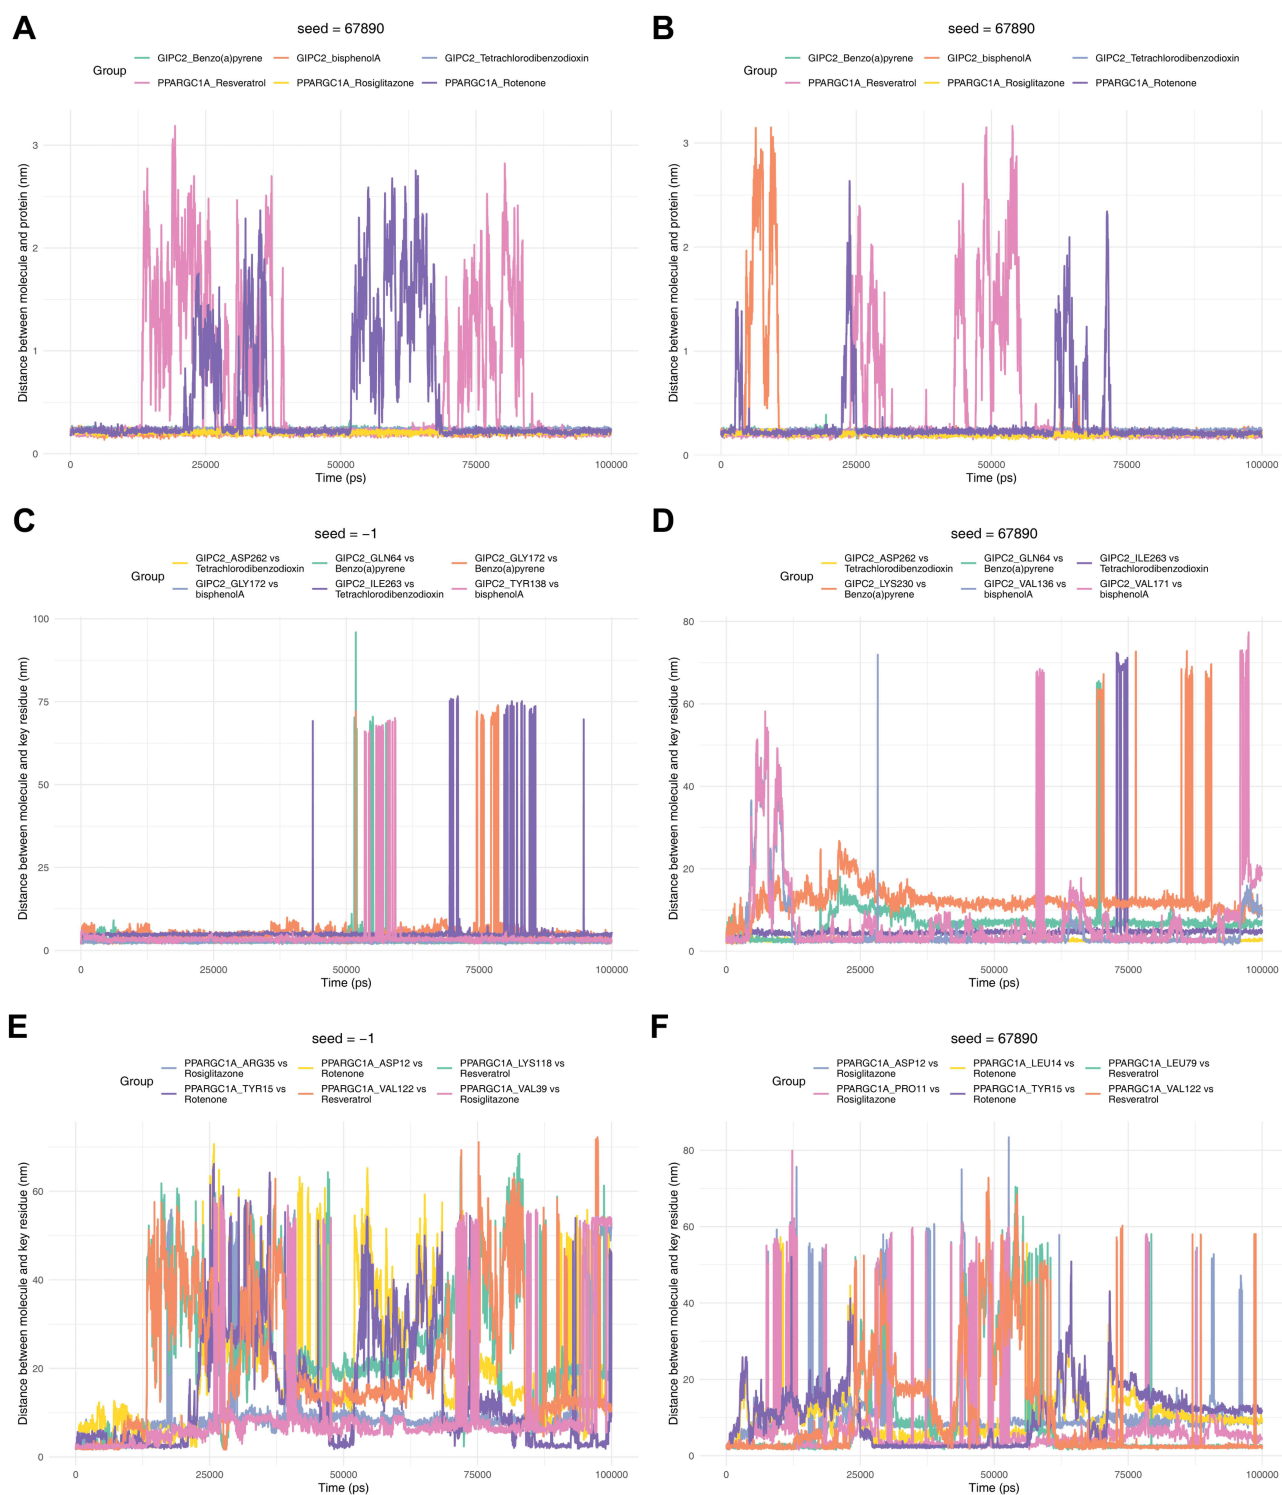 A
seed = 67890
Group
GIPC2_Benzo(a)pyrene
GIPC2_bisphenolA
GIPC2_Tetrachlorodibenzodioxin
PPARGC1A_Resveratrol
PPARGC1A_Rosiglitazone
PPARGC1A_Rotenone
Distance between molecule and protein (nm)
3
2
1
0
0
25000
50000
75000
100000
Time (ps)
B
seed = 67890
Group
GIPC2_Benzo(a)pyrene
GIPC2_bisphenolA
GIPC2_Tetrachlorodibenzodioxin
PPARGC1A_Resveratrol
PPARGC1A_Rosiglitazone
PPARGC1A_Rotenone
Distance between molecule and protein (nm)
3
2
1
0
0
25000
50000
75000
100000
Time (ps)
C
seed = −1
Group
GIPC2_ASP262 vs
Tetrachlorodibenzodioxin
GIPC2_GLN64 vs
Benzo(a)pyrene
GIPC2_GLY172 vs
Benzo(a)pyrene
GIPC2_GLY172 vs
bisphenolA
GIPC2_ILE263 vs
Tetrachlorodibenzodioxin
GIPC2_TYR138 vs
bisphenolA
Distance between molecule and key residue (nm)
100
75
50
25
0
0
25000
50000
75000
100000
Time (ps)
D
seed = 67890
Group
GIPC2_ASP262 vs
Tetrachlorodibenzodioxin
GIPC2_GLN64 vs
Benzo(a)pyrene
GIPC2_ILE263 vs
Tetrachlorodibenzodioxin
GIPC2_LYS230 vs
Benzo(a)pyrene
GIPC2_VAL136 vs
bisphenolA
GIPC2_VAL171 vs
bisphenolA
Distance between molecule and key residue (nm)
80
60
40
20
0
0
25000
50000
75000
100000
Time (ps)
E
seed = −1
Group
PPARGC1A_ARG35 vs
Rosiglitazone
PPARGC1A_ASP12 vs
Rotenone
PPARGC1A_LYS118 vs
Resveratrol
PPARGC1A_TYR15 vs
Rotenone
PPARGC1A_VAL122 vs
Resveratrol
PPARGC1A_VAL39 vs
Rosiglitazone
Distance between molecule and key residue (nm)
60
40
20
0
0
25000
50000
75000
100000
Time (ps)
F
seed = 67890
Group
PPARGC1A_ASP12 vs
Rosiglitazone
PPARGC1A_LEU14 vs
Rotenone
PPARGC1A_LEU79 vs
Resveratrol
PPARGC1A_PRO11 vs
Rosiglitazone
PPARGC1A_TYR15 vs
Rotenone
PPARGC1A_VAL122 vs
Resveratrol
Distance between molecule and key residue (nm)
80
60
40
20
0
0
25000
50000
75000
100000
Time (ps)